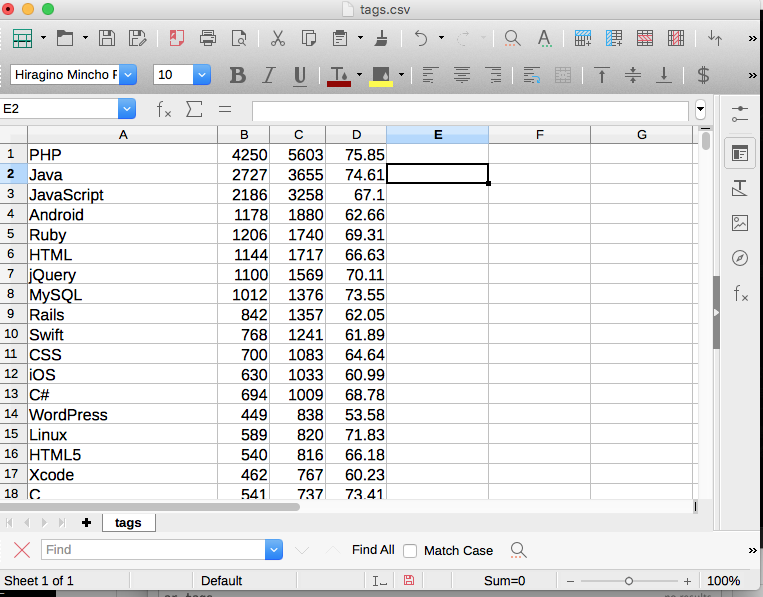 tags.csv
Hiragino Mincho F 10 B I U $
E2 fx Σ =
A B C D E F G
1 PHP 4250 5603 75.85
2 Java 2727 3655 74.61
3 JavaScript 2186 3258 67.1
4 Android 1178 1880 62.66
5 Ruby 1206 1740 69.31
6 HTML 1144 1717 66.63
7 jQuery 1100 1569 70.11
8 MySQL 1012 1376 73.55
9 Rails 842 1357 62.05
10 Swift 768 1241 61.89
11 CSS 700 1083 64.64
12 iOS 630 1033 60.99
13 C# 694 1009 68.78
14 WordPress 449 838 53.58
15 Linux 589 820 71.83
16 HTML5 540 816 66.18
17 Xcode 462 767 60.23
18 C 541 737 73.41
tags
Find Find All Match Case
Sheet 1 of 1 Default Sum=0 100%